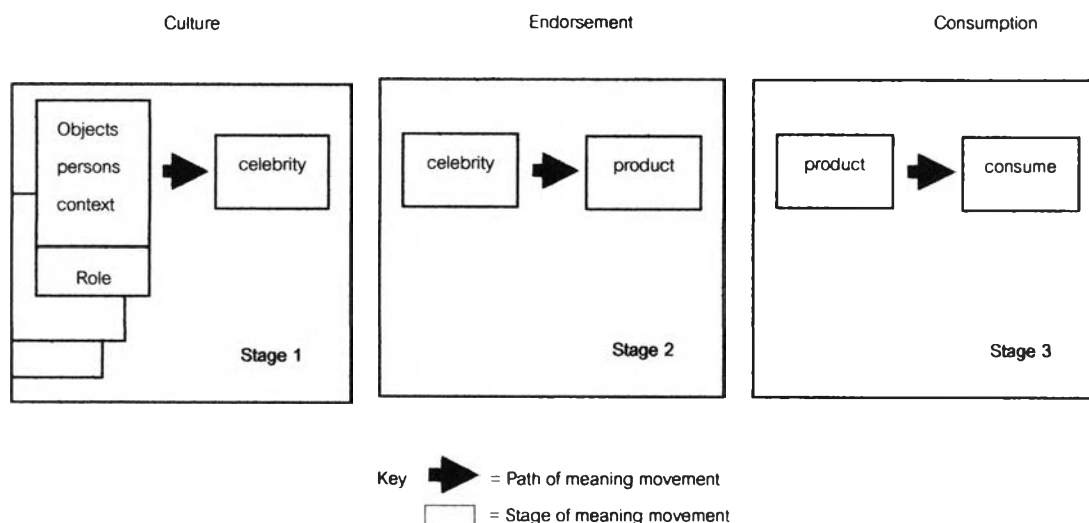 Culture Endorsement Consumption
Objects
persons
context
Role
celebrity
Stage 1
celebrity
product
Stage 2
product
consume
Stage 3
Key = Path of meaning movement
= Stage of meaning movement